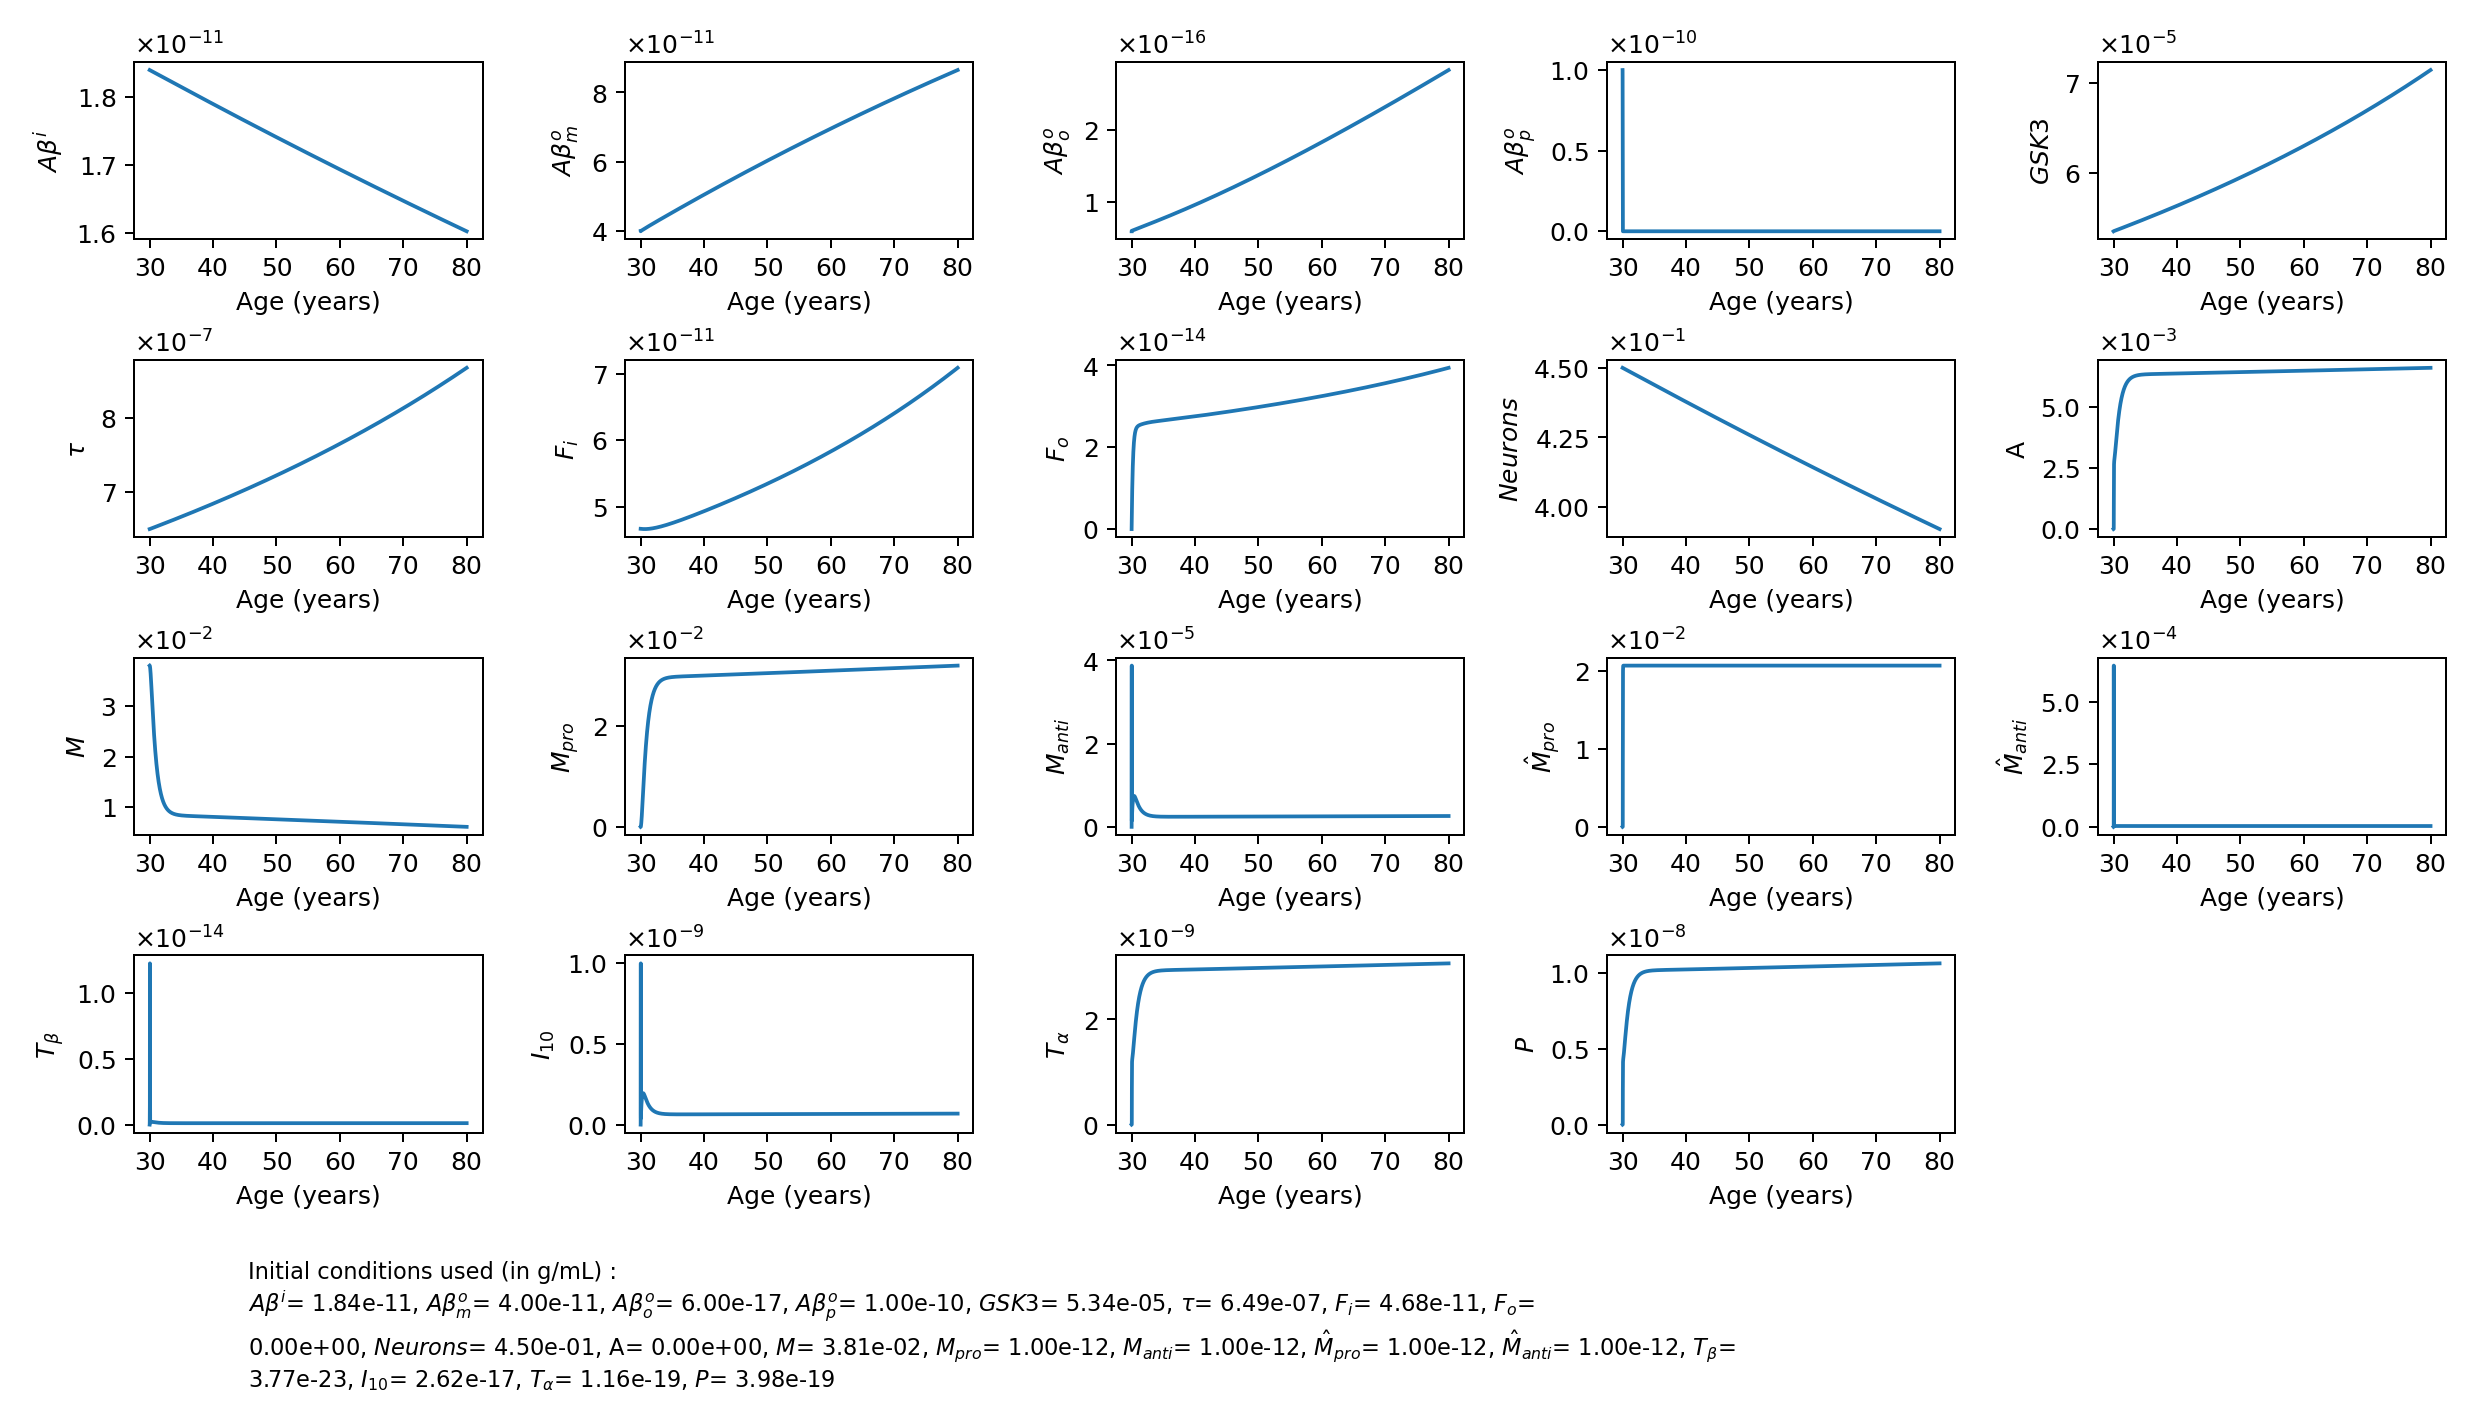 ×10⁻¹¹ ×10⁻¹¹ ×10⁻¹⁶ ×10⁻¹⁰ ×10⁻⁵
1.8 1.7 1.6 Aβⁱ
8 6 4 Aβₘᵒ
2 1 Aβₒᵒ
1.0 0.5 0.0 Aβₚᵒ
7 6 GSK3
30 40 50 60 70 80 30 40 50 60 70 80 30 40 50 60 70 80 30 40 50 60 70 80 30 40 50 60 70 80
Age (years) Age (years) Age (years) Age (years) Age (years)
×10⁻⁷ ×10⁻¹¹ ×10⁻¹⁴ ×10⁻¹ ×10⁻³
8 7 τ
7 6 5 Fᵢ
4 2 0 Fₒ
4.50 4.25 4.00 Neurons
5.0 2.5 0.0 A
30 40 50 60 70 80 30 40 50 60 70 80 30 40 50 60 70 80 30 40 50 60 70 80 30 40 50 60 70 80
Age (years) Age (years) Age (years) Age (years) Age (years)
×10⁻² ×10⁻² ×10⁻⁵ ×10⁻² ×10⁻⁴
3 2 1 M
2 0 M_pro
4 2 0 M_anti
2 1 0 M̂_pro
5.0 2.5 0.0 M̂_anti
30 40 50 60 70 80 30 40 50 60 70 80 30 40 50 60 70 80 30 40 50 60 70 80 30 40 50 60 70 80
Age (years) Age (years) Age (years) Age (years) Age (years)
×10⁻¹⁴ ×10⁻⁹ ×10⁻⁹ ×10⁻⁸
1.0 0.5 0.0 T_β
1.0 0.5 0.0 I₁₀
2 0 T_α
1.0 0.5 0.0 P
30 40 50 60 70 80 30 40 50 60 70 80 30 40 50 60 70 80 30 40 50 60 70 80
Age (years) Age (years) Age (years) Age (years)
Initial conditions used (in g/mL) :
Aβⁱ= 1.84e-11, Aβₘᵒ= 4.00e-11, Aβₒᵒ= 6.00e-17, Aβₚᵒ= 1.00e-10, GSK3= 5.34e-05, τ= 6.49e-07, Fᵢ= 4.68e-11, Fₒ=
0.00e+00, Neurons= 4.50e-01, A= 0.00e+00, M= 3.81e-02, M_pro= 1.00e-12, M_anti= 1.00e-12, M̂_pro= 1.00e-12, M̂_anti= 1.00e-12, T_β=
3.77e-23, I₁₀= 2.62e-17, T_α= 1.16e-19, P= 3.98e-19